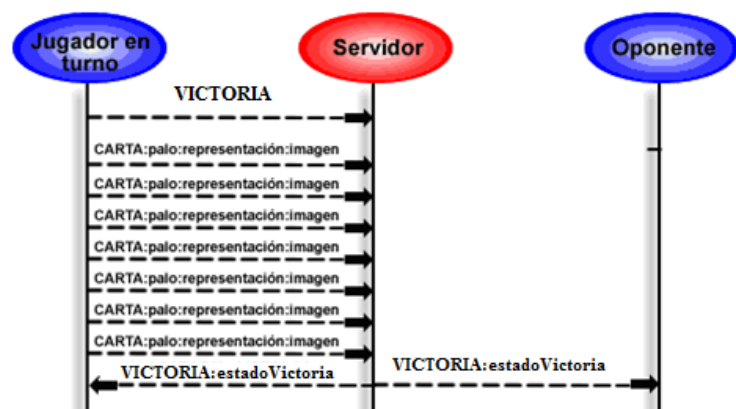 Jugador en
turno
Servidor
Oponente
VICTORIA
CARTA:palo:representación:imagen
CARTA:palo:representación:imagen
CARTA:palo:representación:imagen
CARTA:palo:representación:imagen
CARTA:palo:representación:imagen
CARTA:palo:representación:imagen
CARTA:palo:representación:imagen
VICTORIA:estadoVictoria
VICTORIA:estadoVictoria